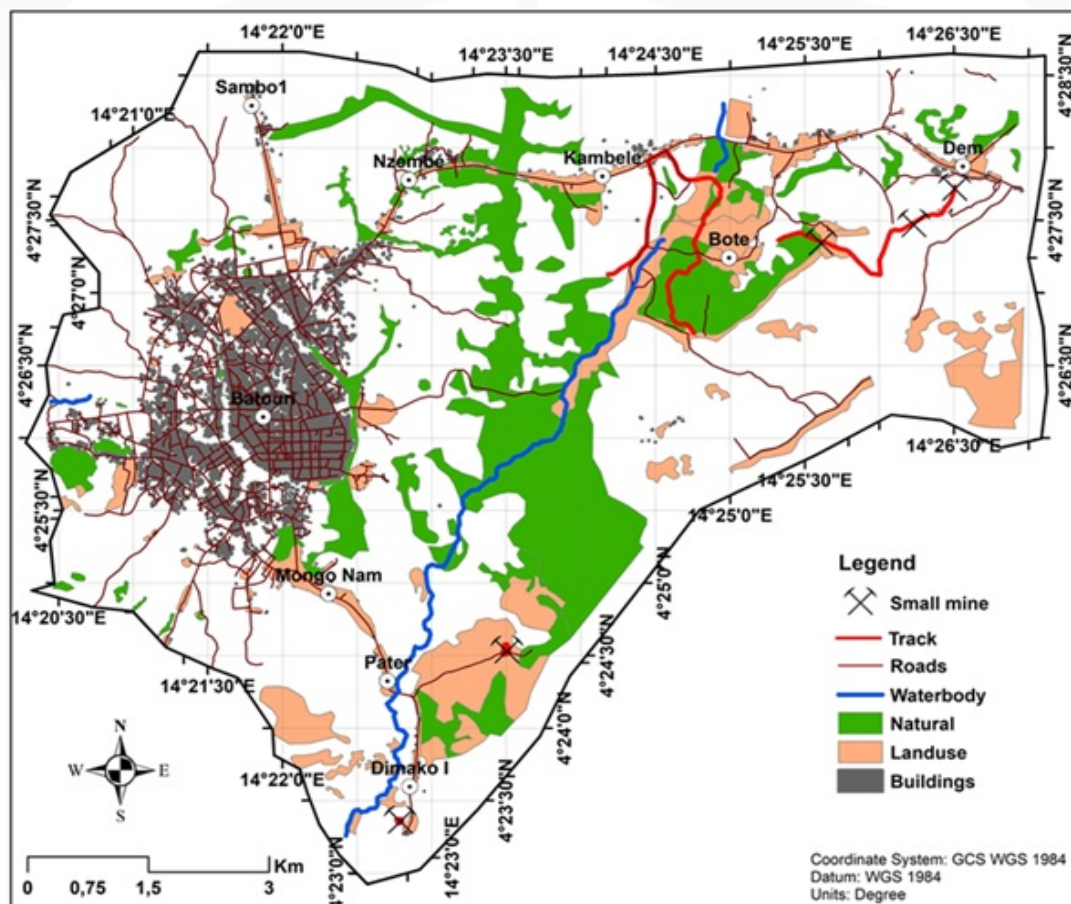 14°22'0"E
14°23'30"E
14°24'30"E
14°25'30"E
14°26'30"E
4°28'30"N
14°21'0"E
Sambo1
Nzembé
Kambele
Dem
4°27'30"N
4°27'30"N
Bote
4°27'0"N
4°26'30"N
4°26'30"N
Batouri
14°26'30"E
14°25'30"E
4°25'30"N
14°25'0"E
Mongo Nam
4°25'0"N
14°20'30"E
4°24'30"N
Pater
14°21'30"E
4°24'0"N
14°22'0"E
Dimako I
4°23'30"N
14°23'0"E
4°23'0"N
Legend
Small mine
Track
Roads
Waterbody
Natural
Landuse
Buildings
N
W E
S
Km
0 0,75 1,5 3
Coordinate System: GCS WGS 1984
Datum: WGS 1984
Units: Degree